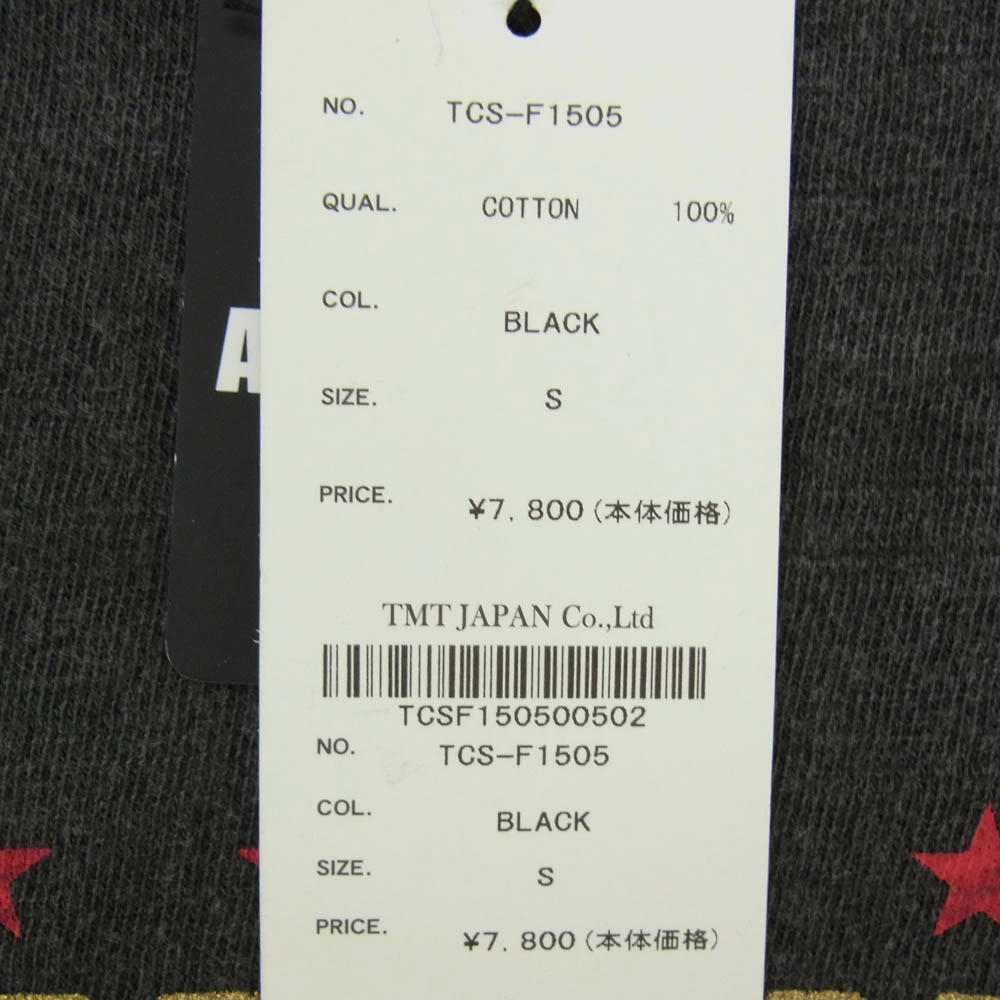 NO. TCS-F1505
QUAL. COTTON 100%
COL. BLACK
SIZE. S
PRICE. ¥7,800(本体価格)
TMT JAPAN Co.,Ltd
TCSF150500502
NO. TCS-F1505
COL. BLACK
SIZE. S
PRICE. ¥7,800(本体価格)